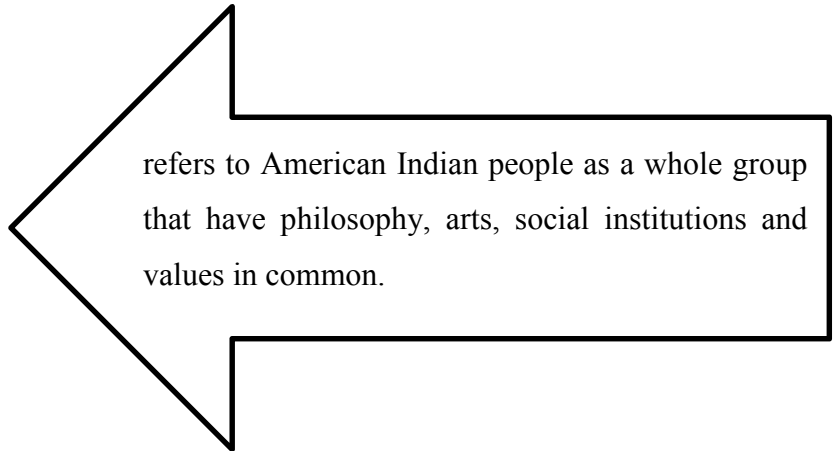 refers to American Indian people as a whole group
that have philosophy, arts, social institutions and
values in common.